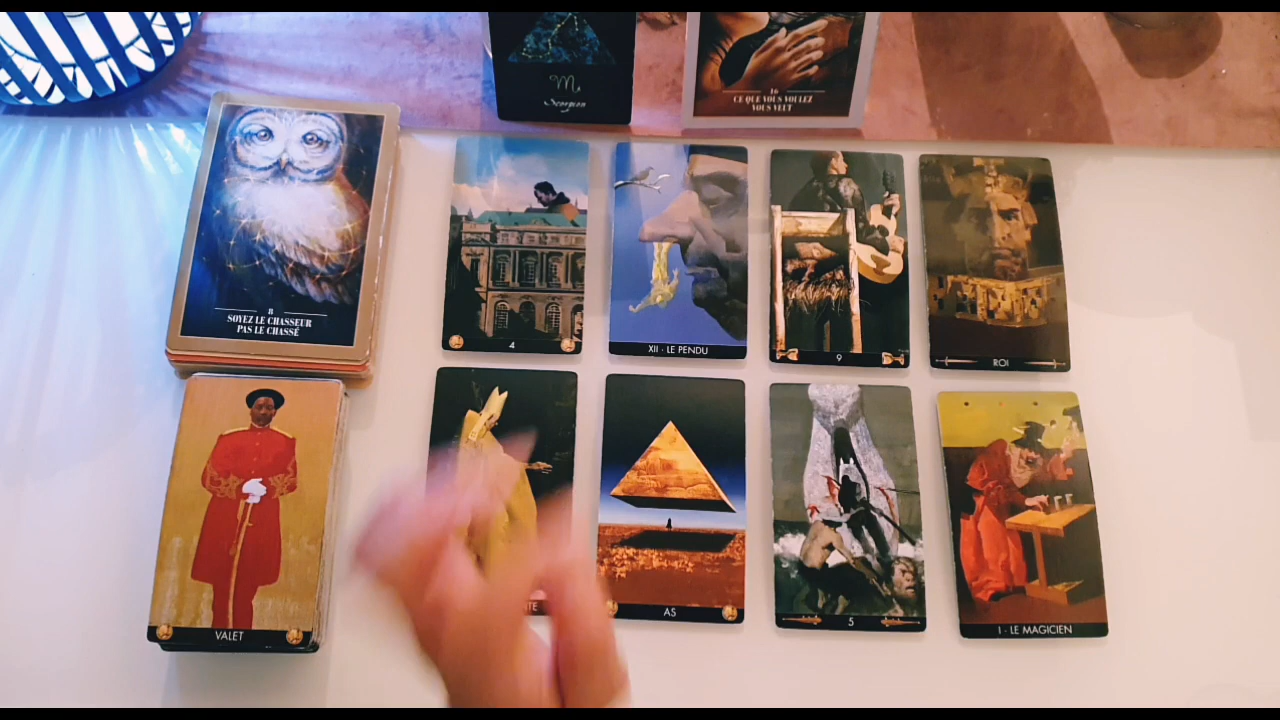 Scorpion
16
CE QUE VOUS VOULEZ
VOUS VEUT
8
SOYEZ LE CHASSEUR
PAS LE CHASSÉ
4
XII · LE PENDU
9
ROI
VALET
TE
AS
5
I · LE MAGICIEN